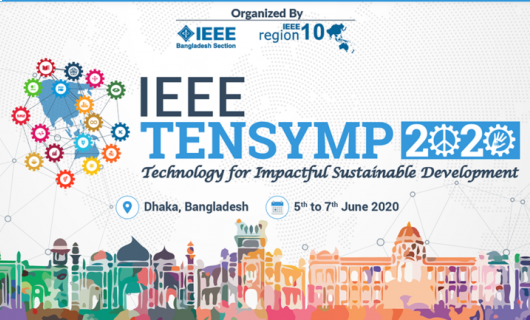 Organized By
IEEE
Bangladesh Section
IEEE
region 10
IEEE
TENSYMP 2020
Technology for Impactful Sustainable Development
Dhaka, Bangladesh
5th to 7th June 2020